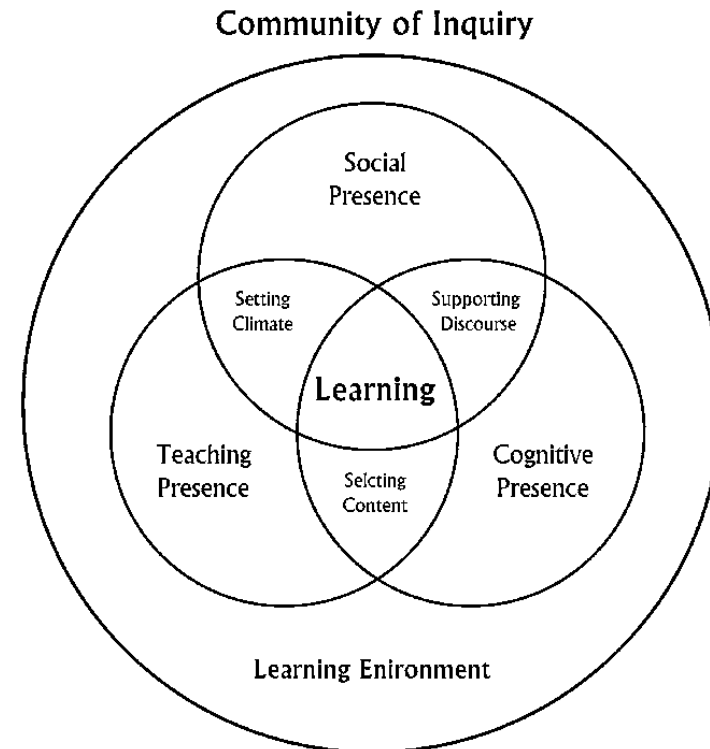 Community of Inquiry
Social
Presence
Setting
Climate
Supporting
Discourse
Learning
Teaching
Presence
Cognitive
Presence
Selcting
Content
Learning Enironment